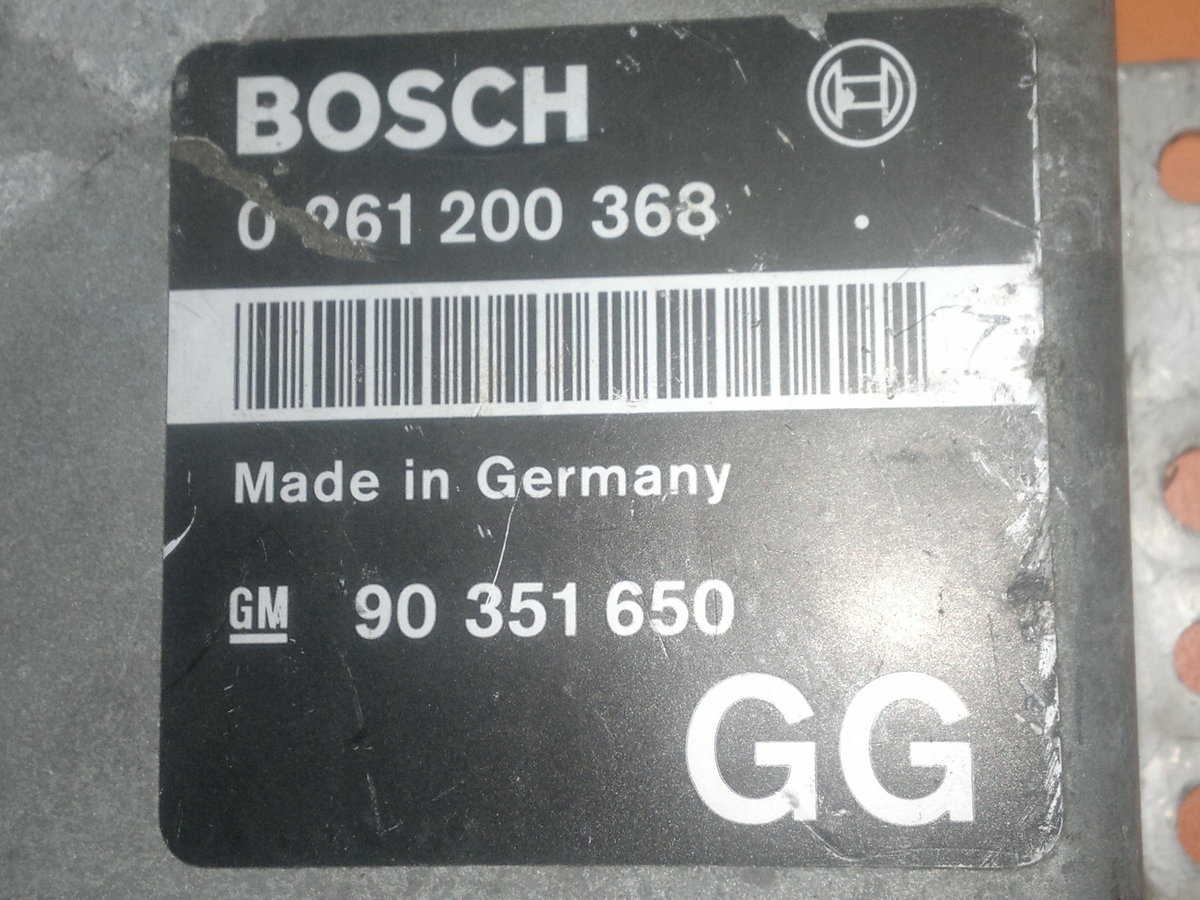 BOSCH
0 261 200 368
Made in Germany
GM 90 351 650
GG